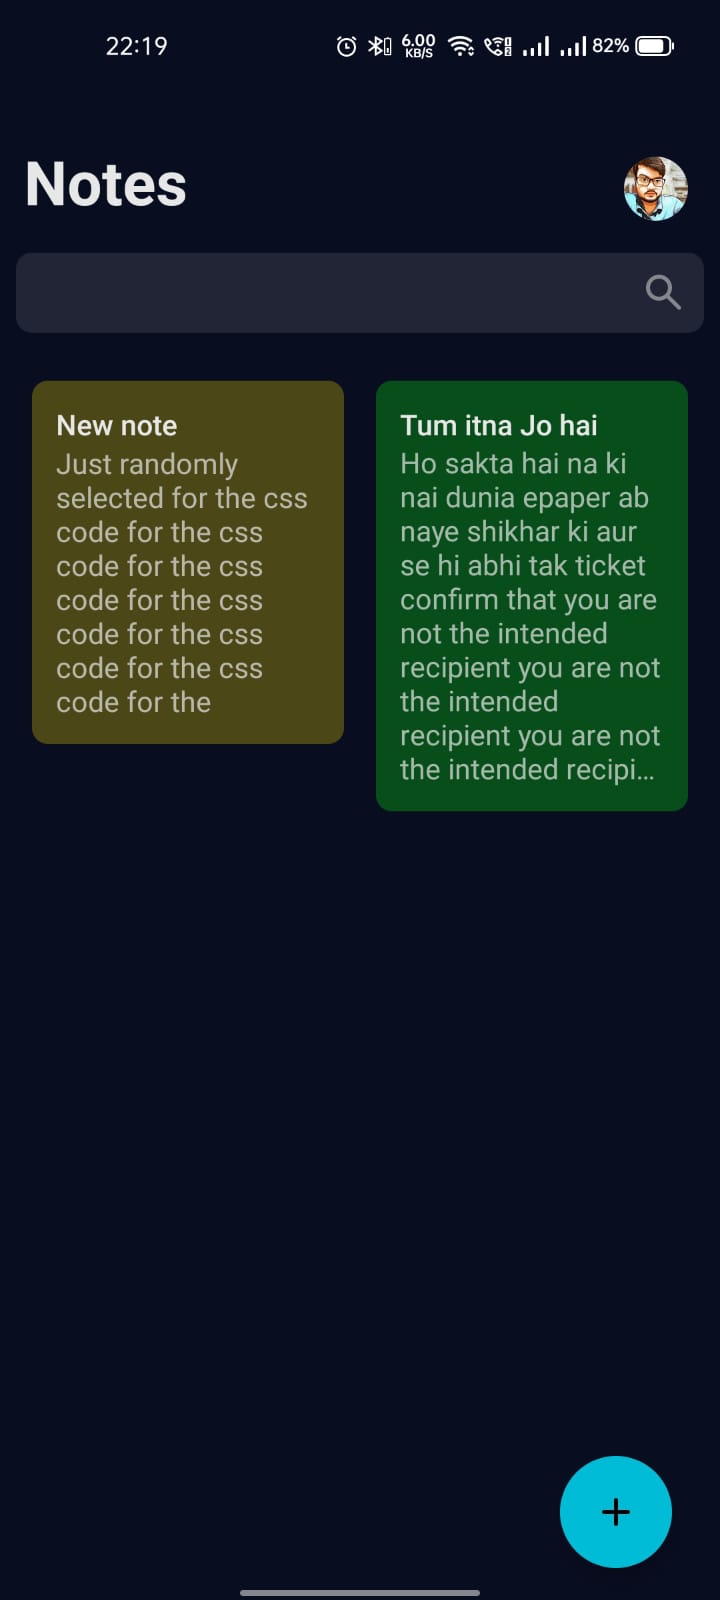 22:19 6.00 KB/S 82%
Notes
New note
Just randomly
selected for the css
code for the css
code for the css
code for the css
code for the css
code for the css
code for the
Tum itna Jo hai
Ho sakta hai na ki
nai dunia epaper ab
naye shikhar ki aur
se hi abhi tak ticket
confirm that you are
not the intended
recipient you are not
the intended
recipient you are not
the intended recipi...